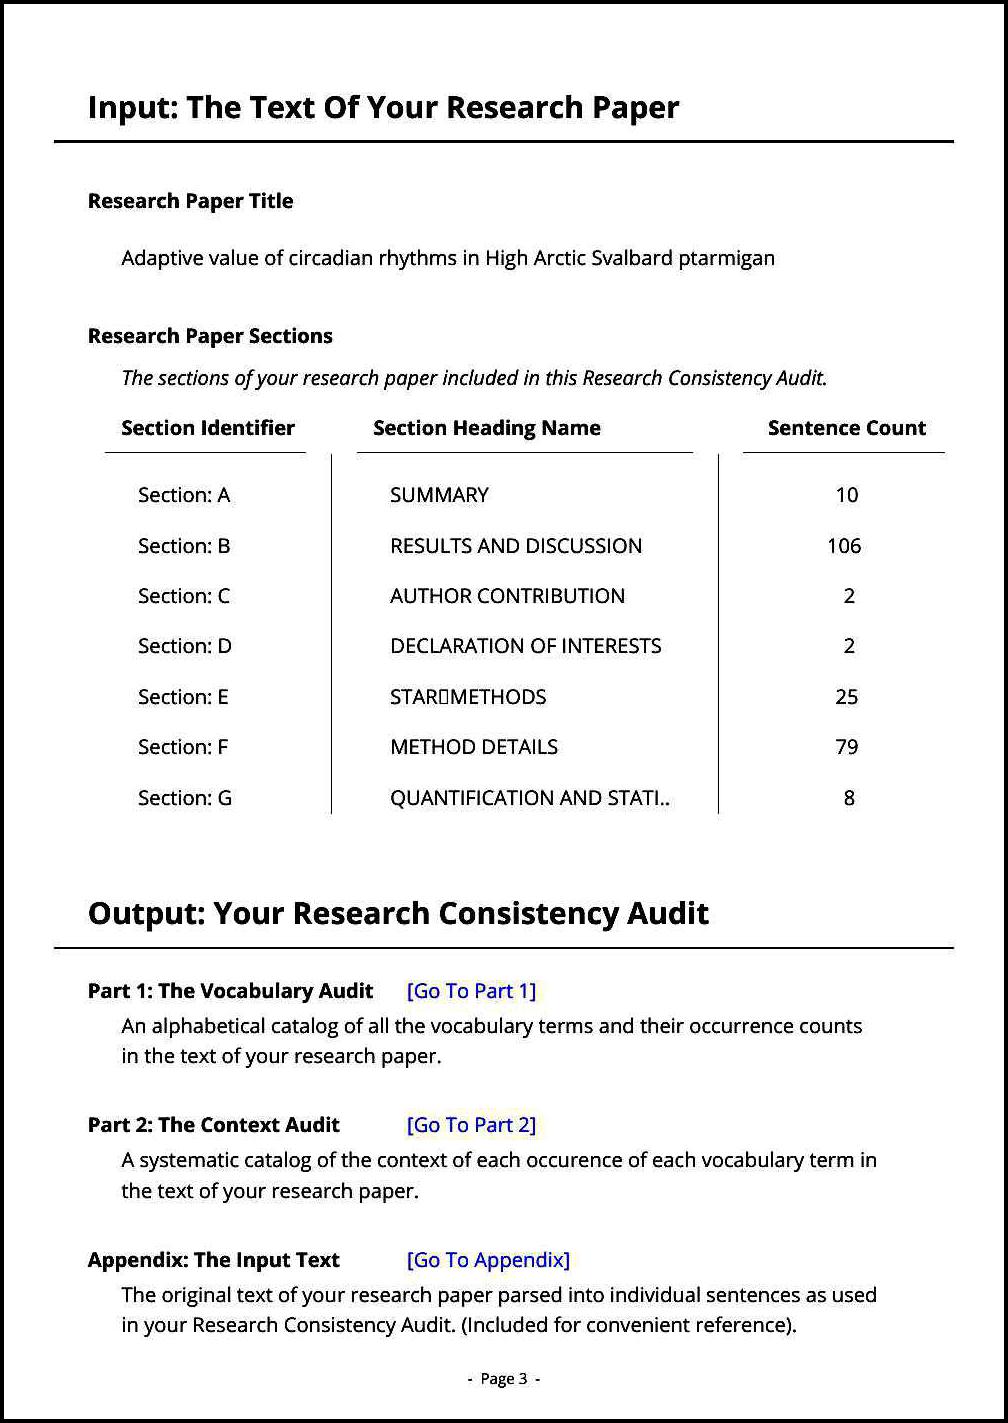 Input: The Text Of Your Research Paper
Research Paper Title
Adaptive value of circadian rhythms in High Arctic Svalbard ptarmigan
Research Paper Sections
The sections of your research paper included in this Research Consistency Audit.
Section Identifier Section Heading Name Sentence Count
Section: A SUMMARY 10
Section: B RESULTS AND DISCUSSION 106
Section: C AUTHOR CONTRIBUTION 2
Section: D DECLARATION OF INTERESTS 2
Section: E STAR▯METHODS 25
Section: F METHOD DETAILS 79
Section: G QUANTIFICATION AND STATI.. 8
Output: Your Research Consistency Audit
Part 1: The Vocabulary Audit [Go To Part 1]
An alphabetical catalog of all the vocabulary terms and their occurrence counts
in the text of your research paper.
Part 2: The Context Audit [Go To Part 2]
A systematic catalog of the context of each occurence of each vocabulary term in
the text of your research paper.
Appendix: The Input Text [Go To Appendix]
The original text of your research paper parsed into individual sentences as used
in your Research Consistency Audit. (Included for convenient reference).
- Page 3 -